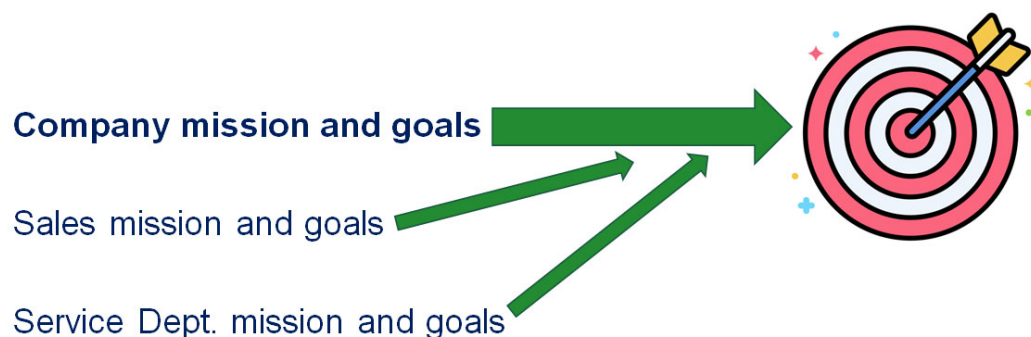 Company mission and goals
Sales mission and goals
Service Dept. mission and goals